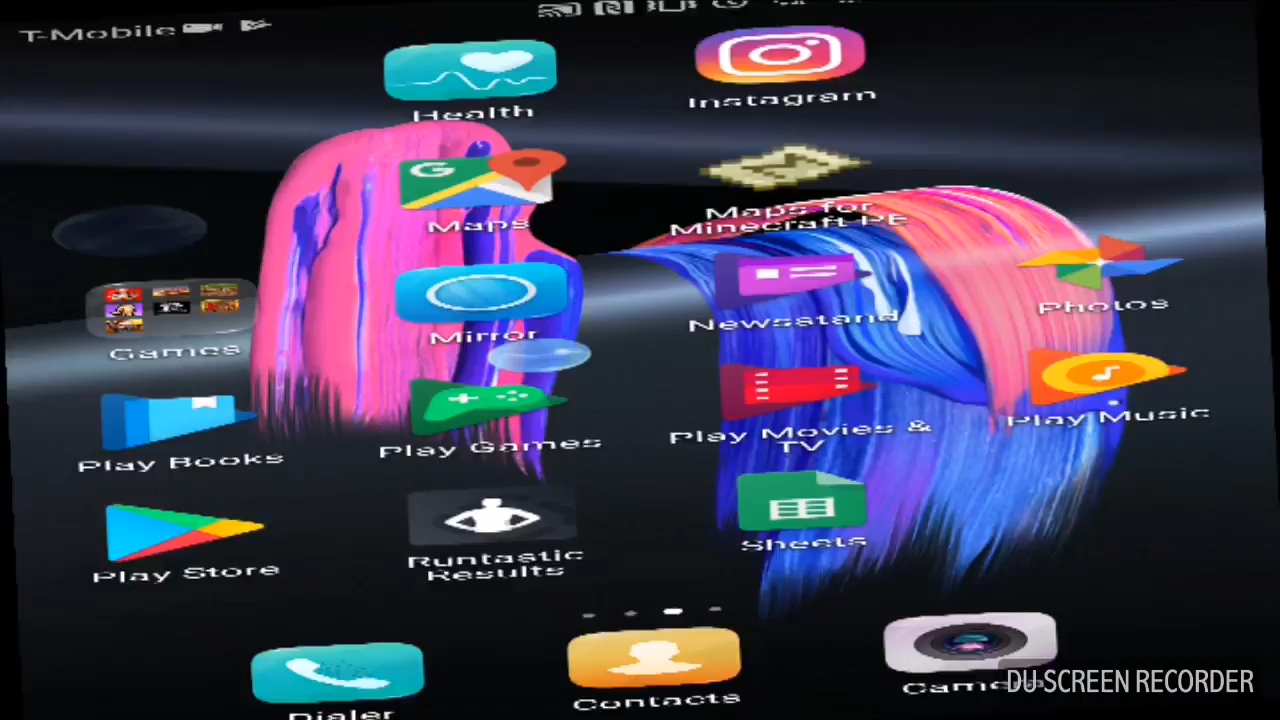 T-Mobile
Health
Instagram
Maps
Maps for
Minecraft PE
Games
Mirror
Newsstand
Photos
Play Books
Play Games
Play Movies &
TV
Play Music
Play Store
Runtastic
Results
Sheets
Dialer
Contacts
DU SCREEN RECORDER